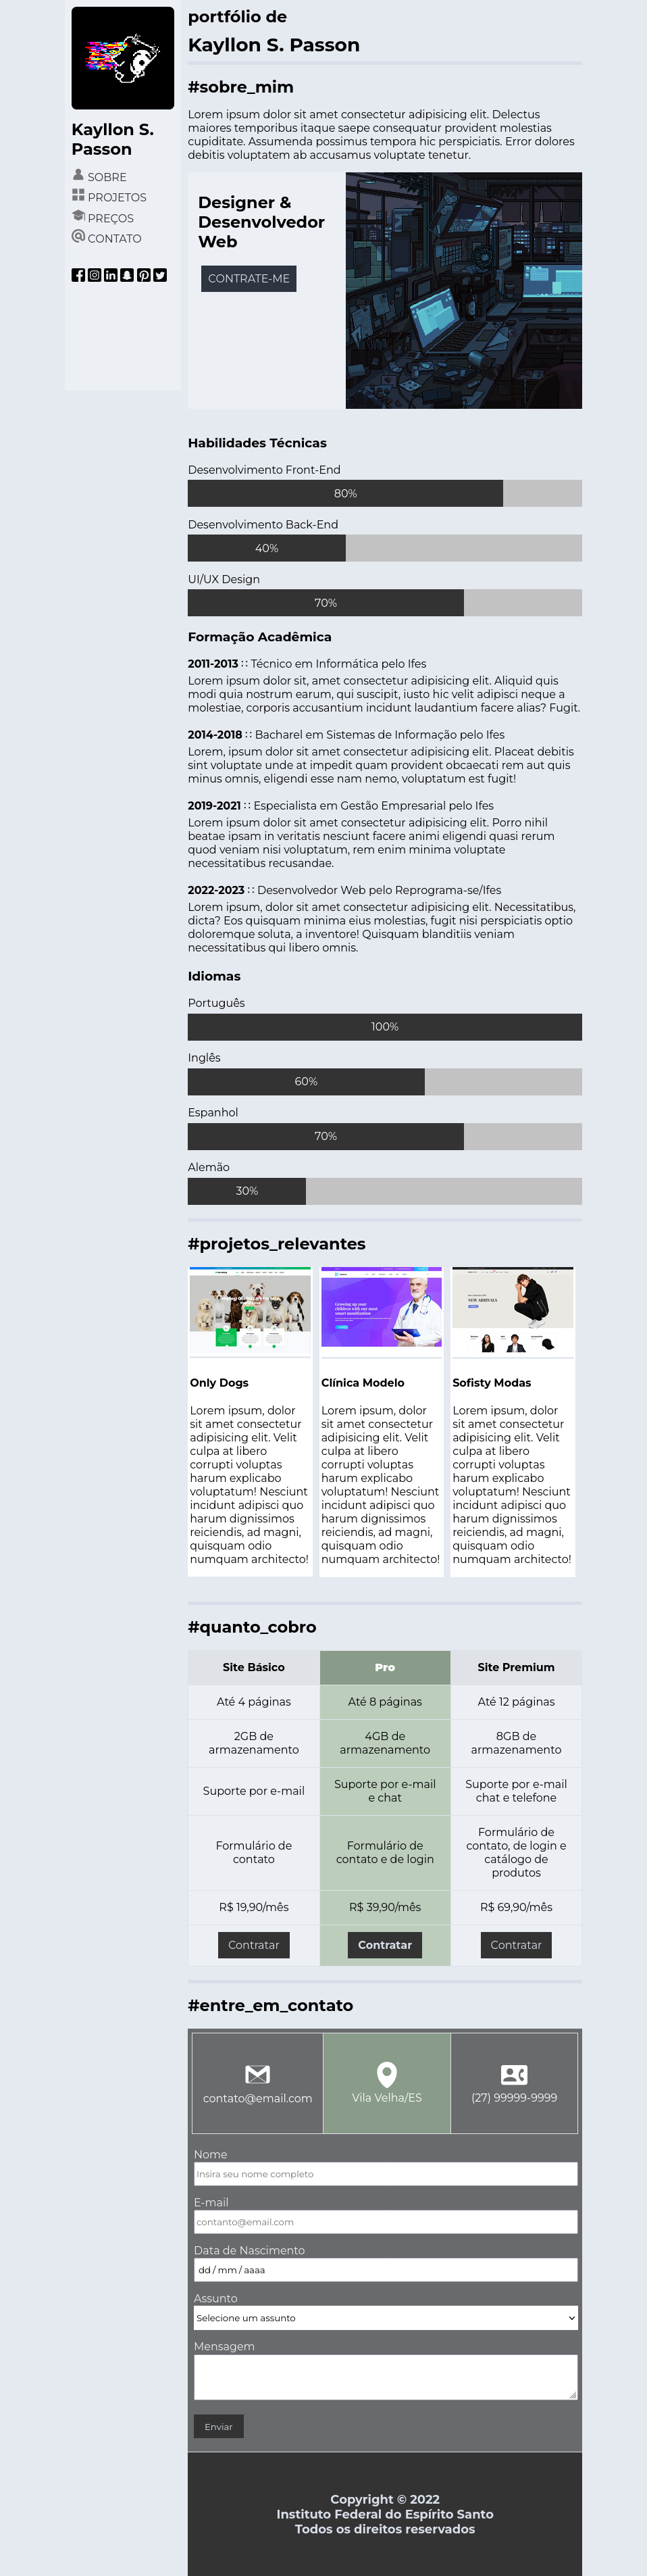 Kayllon S.
Passon
SOBRE
PROJETOS
PREÇOS
CONTATO
portfólio de
Kayllon S. Passon
#sobre_mim
Lorem ipsum dolor sit amet consectetur adipisicing elit. Delectus
maiores temporibus itaque saepe consequatur provident molestias
cupiditate. Assumenda possimus tempora hic perspiciatis. Error dolores
debitis voluptatem ab accusamus voluptate tenetur.
Designer &
Desenvolvedor
Web
CONTRATE-ME
Habilidades Técnicas
Desenvolvimento Front-End
80%
Desenvolvimento Back-End
40%
UI/UX Design
70%
Formação Acadêmica
2011-2013 :: Técnico em Informática pelo Ifes
Lorem ipsum dolor sit, amet consectetur adipisicing elit. Aliquid quis
modi quia nostrum earum, qui suscipit, iusto hic velit adipisci neque a
molestiae, corporis accusantium incidunt laudantium facere alias? Fugit.
2014-2018 :: Bacharel em Sistemas de Informação pelo Ifes
Lorem, ipsum dolor sit amet consectetur adipisicing elit. Placeat debitis
sint voluptate unde at impedit quam provident obcaecati rem aut quis
minus omnis, eligendi esse nam nemo, voluptatum est fugit!
2019-2021 :: Especialista em Gestão Empresarial pelo Ifes
Lorem ipsum dolor sit amet consectetur adipisicing elit. Porro nihil
beatae ipsam in veritatis nesciunt facere animi eligendi quasi rerum
quod veniam nisi voluptatum, rem enim minima voluptate
necessitatibus recusandae.
2022-2023 :: Desenvolvedor Web pelo Reprograma-se/Ifes
Lorem ipsum, dolor sit amet consectetur adipisicing elit. Necessitatibus,
dicta? Eos quisquam minima eius molestias, fugit nisi perspiciatis optio
doloremque soluta, a inventore! Quisquam blanditiis veniam
necessitatibus qui libero omnis.
Idiomas
Português
100%
Inglês
60%
Espanhol
70%
Alemão
30%
#projetos_relevantes
Growing up your
children with our most
smart monitization
NEW ARRIVALS
Only Dogs
Lorem ipsum, dolor
sit amet consectetur
adipisicing elit. Velit
culpa at libero
corrupti voluptas
harum explicabo
voluptatum! Nesciunt
incidunt adipisci quo
harum dignissimos
reiciendis, ad magni,
quisquam odio
numquam architecto!
Clínica Modelo
Lorem ipsum, dolor
sit amet consectetur
adipisicing elit. Velit
culpa at libero
corrupti voluptas
harum explicabo
voluptatum! Nesciunt
incidunt adipisci quo
harum dignissimos
reiciendis, ad magni,
quisquam odio
numquam architecto!
Sofisty Modas
Lorem ipsum, dolor
sit amet consectetur
adipisicing elit. Velit
culpa at libero
corrupti voluptas
harum explicabo
voluptatum! Nesciunt
incidunt adipisci quo
harum dignissimos
reiciendis, ad magni,
quisquam odio
numquam architecto!
#quanto_cobro
Site Básico Pro Site Premium
Até 4 páginas Até 8 páginas Até 12 páginas
2GB de 4GB de 8GB de
armazenamento armazenamento armazenamento
Suporte por e-mail Suporte por e-mail Suporte por e-mail
e chat chat e telefone
Formulário de Formulário de Formulário de
contato contato e de login contato, de login e
catálogo de
produtos
R$ 19,90/mês R$ 39,90/mês R$ 69,90/mês
Contratar Contratar Contratar
#entre_em_contato
contato@email.com Vila Velha/ES (27) 99999-9999
Nome
Insira seu nome completo
E-mail
contanto@email.com
Data de Nascimento
dd / mm / aaaa
Assunto
Selecione um assunto
Mensagem
Enviar
Copyright © 2022
Instituto Federal do Espírito Santo
Todos os direitos reservados